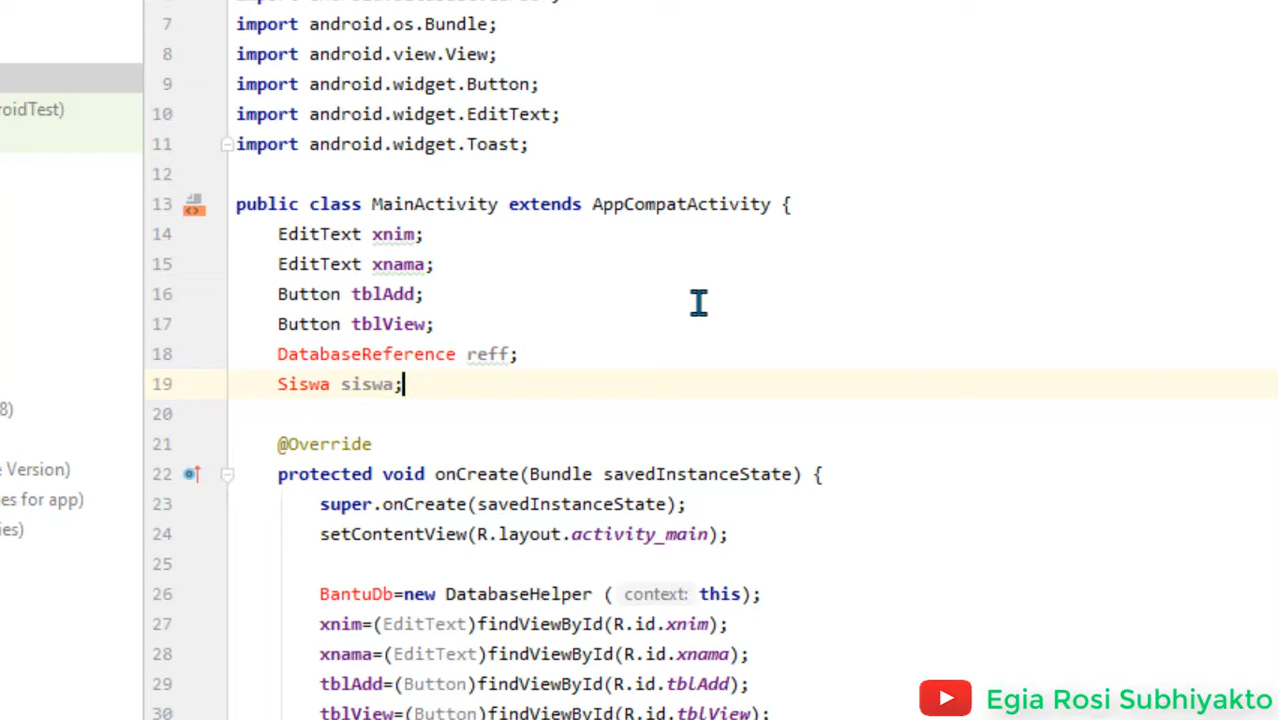 7 import android.os.Bundle;
8 import android.view.View;
9 import android.widget.Button;
10 import android.widget.EditText;
11 import android.widget.Toast;
12
13 public class MainActivity extends AppCompatActivity {
14 EditText xnim;
15 EditText xnama;
16 Button tblAdd;
17 Button tblView;
18 DatabaseReference reff;
19 Siswa siswa;
20
21 @Override
22 protected void onCreate(Bundle savedInstanceState) {
23 super.onCreate(savedInstanceState);
24 setContentView(R.layout.activity_main);
25
26 BantuDb=new DatabaseHelper ( context: this);
27 xnim=(EditText)findViewById(R.id.xnim);
28 xnama=(EditText)findViewById(R.id.xnama);
29 tblAdd=(Button)findViewById(R.id.tblAdd);
30 tblView=(Button)findViewById(R.id.tblView);
roidTest)
8)
e Version)
es for app)
ies)
Egia Rosi Subhiyakto